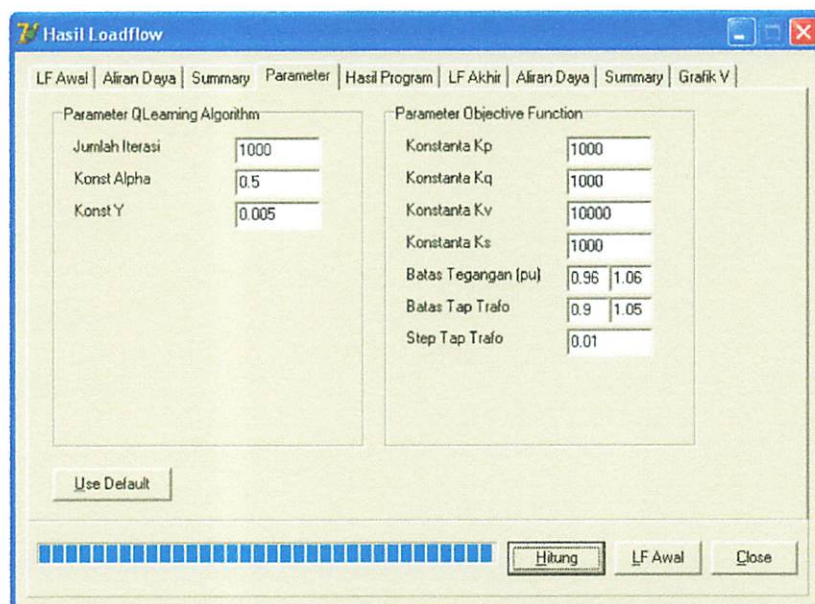 Hasil Loadflow
LF Awal Aliran Daya Summary Parameter Hasil Program LF Akhir Aliran Daya Summary Grafik V
Parameter QLearning Algorithm
Jumlah Iterasi 1000
Konst Alpha 0.5
Konst Y 0.005
Parameter Objective Function
Konstanta Kp 1000
Konstanta Kq 1000
Konstanta Kv 10000
Konstanta Ks 1000
Batas Tegangan (pu) 0.96 1.06
Batas Tap Trafo 0.9 1.05
Step Tap Trafo 0.01
Use Default
Hitung LF Awal Close